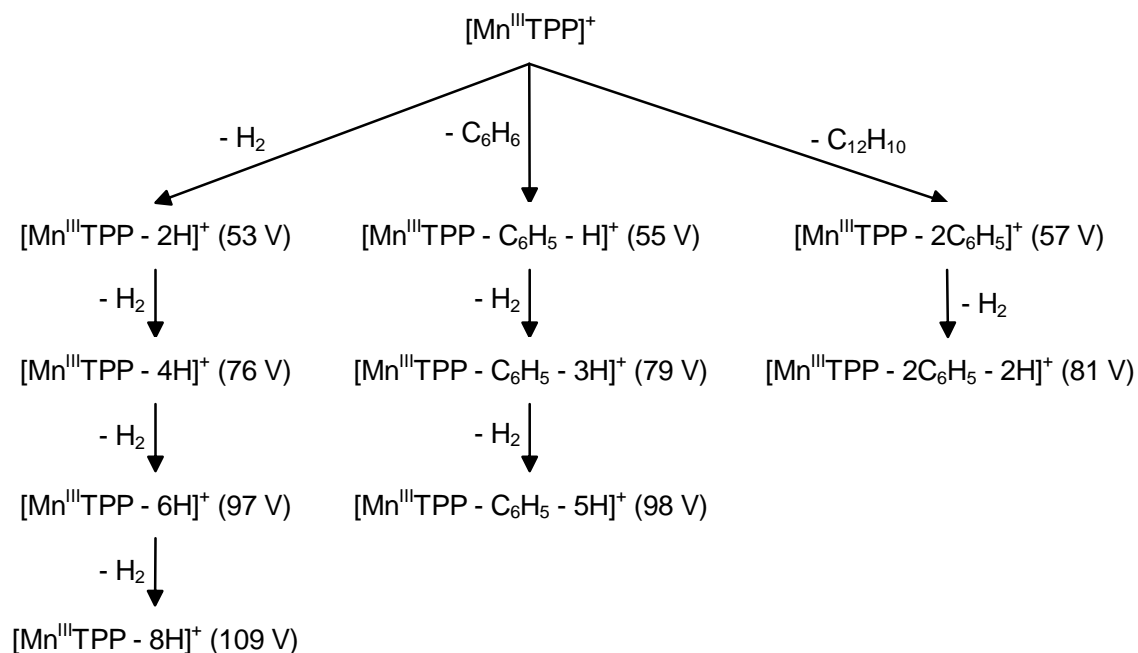 [Mn^III TPP]⁺
- H₂
- C₆H₆
- C₁₂H₁₀
[Mn^III TPP - 2H]⁺ (53 V) [Mn^III TPP - C₆H₅ - H]⁺ (55 V) [Mn^III TPP - 2C₆H₅]⁺ (57 V)
- H₂ - H₂ - H₂
[Mn^III TPP - 4H]⁺ (76 V) [Mn^III TPP - C₆H₅ - 3H]⁺ (79 V) [Mn^III TPP - 2C₆H₅ - 2H]⁺ (81 V)
- H₂ - H₂
[Mn^III TPP - 6H]⁺ (97 V) [Mn^III TPP - C₆H₅ - 5H]⁺ (98 V)
- H₂
[Mn^III TPP - 8H]⁺ (109 V)